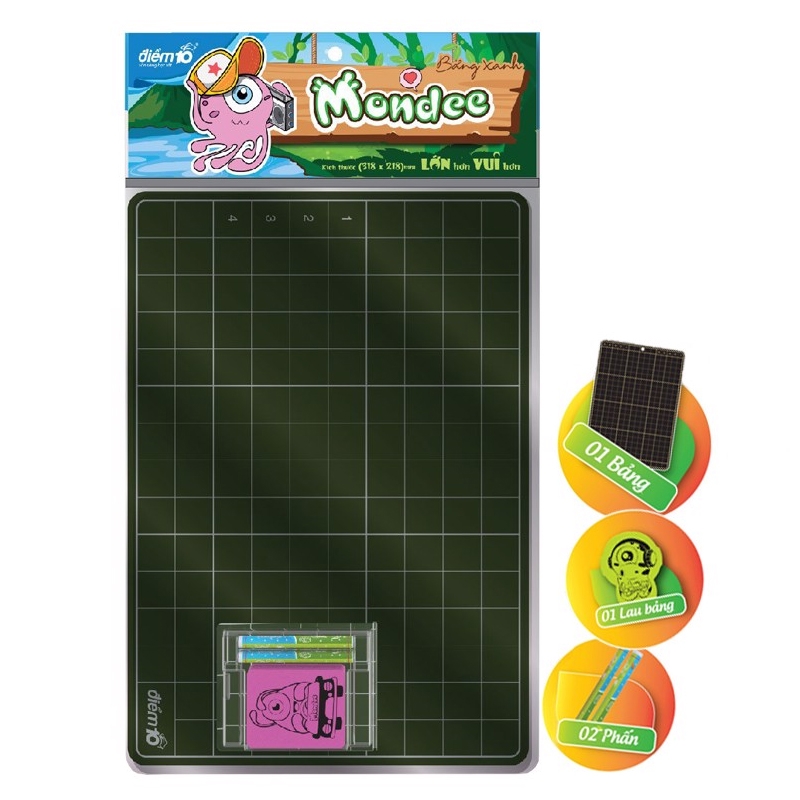 điểm 10
Bảng xanh
Mondee
Kích thước (318 x 218)mm LỚN hơn VUI hơn
4 3 2 1
01 Bảng
01 Lau bảng
02 Phấn
điểm 10